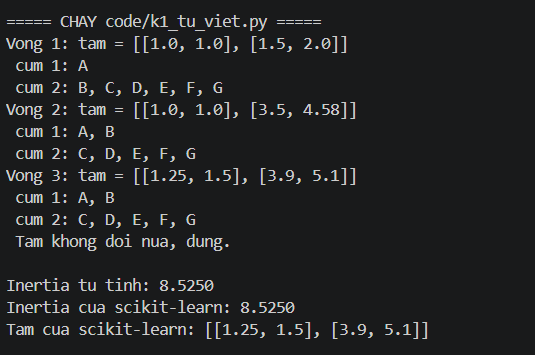 ===== CHAY code/k1_tu_viet.py =====
Vong 1: tam = [[1.0, 1.0], [1.5, 2.0]]
 cum 1: A
 cum 2: B, C, D, E, F, G
Vong 2: tam = [[1.0, 1.0], [3.5, 4.58]]
 cum 1: A, B
 cum 2: C, D, E, F, G
Vong 3: tam = [[1.25, 1.5], [3.9, 5.1]]
 cum 1: A, B
 cum 2: C, D, E, F, G
 Tam khong doi nua, dung.

Inertia tu tinh: 8.5250
Inertia cua scikit-learn: 8.5250
Tam cua scikit-learn: [[1.25, 1.5], [3.9, 5.1]]